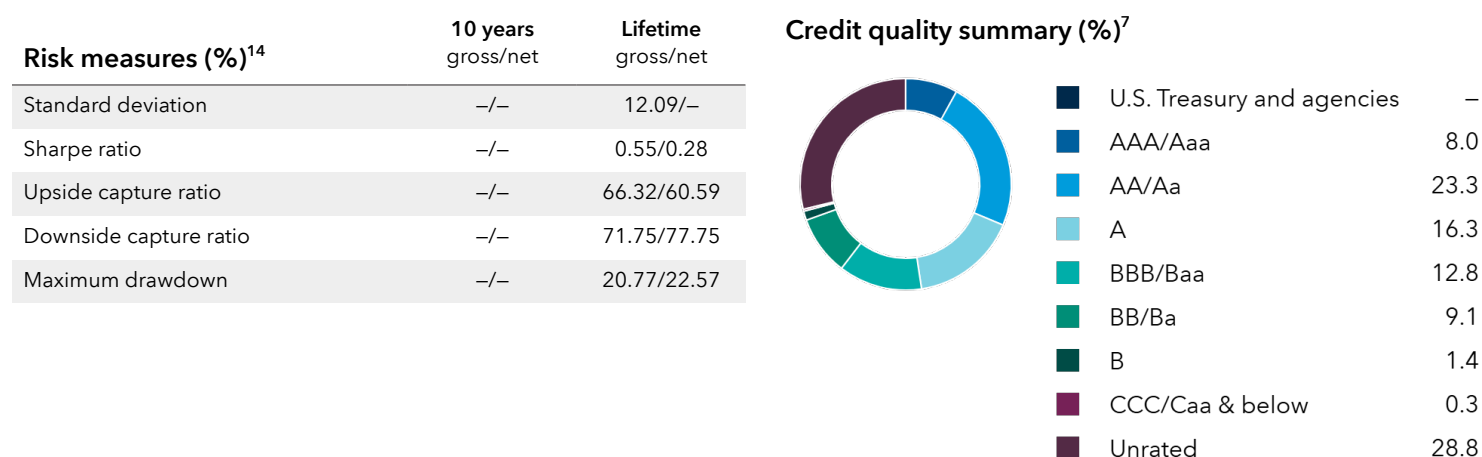 Risk measures (%)14 10 years gross/net Lifetime gross/net
Standard deviation –/– 12.09/–
Sharpe ratio –/– 0.55/0.28
Upside capture ratio –/– 66.32/60.59
Downside capture ratio –/– 71.75/77.75
Maximum drawdown –/– 20.77/22.57
Credit quality summary (%)7
U.S. Treasury and agencies –
AAA/Aaa 8.0
AA/Aa 23.3
A 16.3
BBB/Baa 12.8
BB/Ba 9.1
B 1.4
CCC/Caa & below 0.3
Unrated 28.8